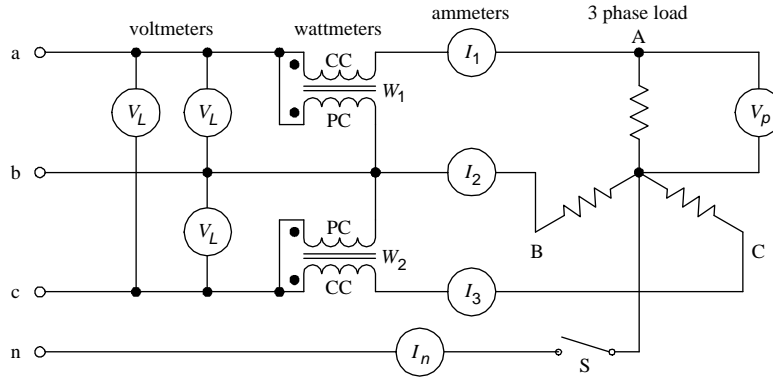 voltmeters wattmeters ammeters 3 phase load
a CC I1 A
VL VL W1 Vp
PC
b I2
VL PC B C
W2
c CC I3
n In S